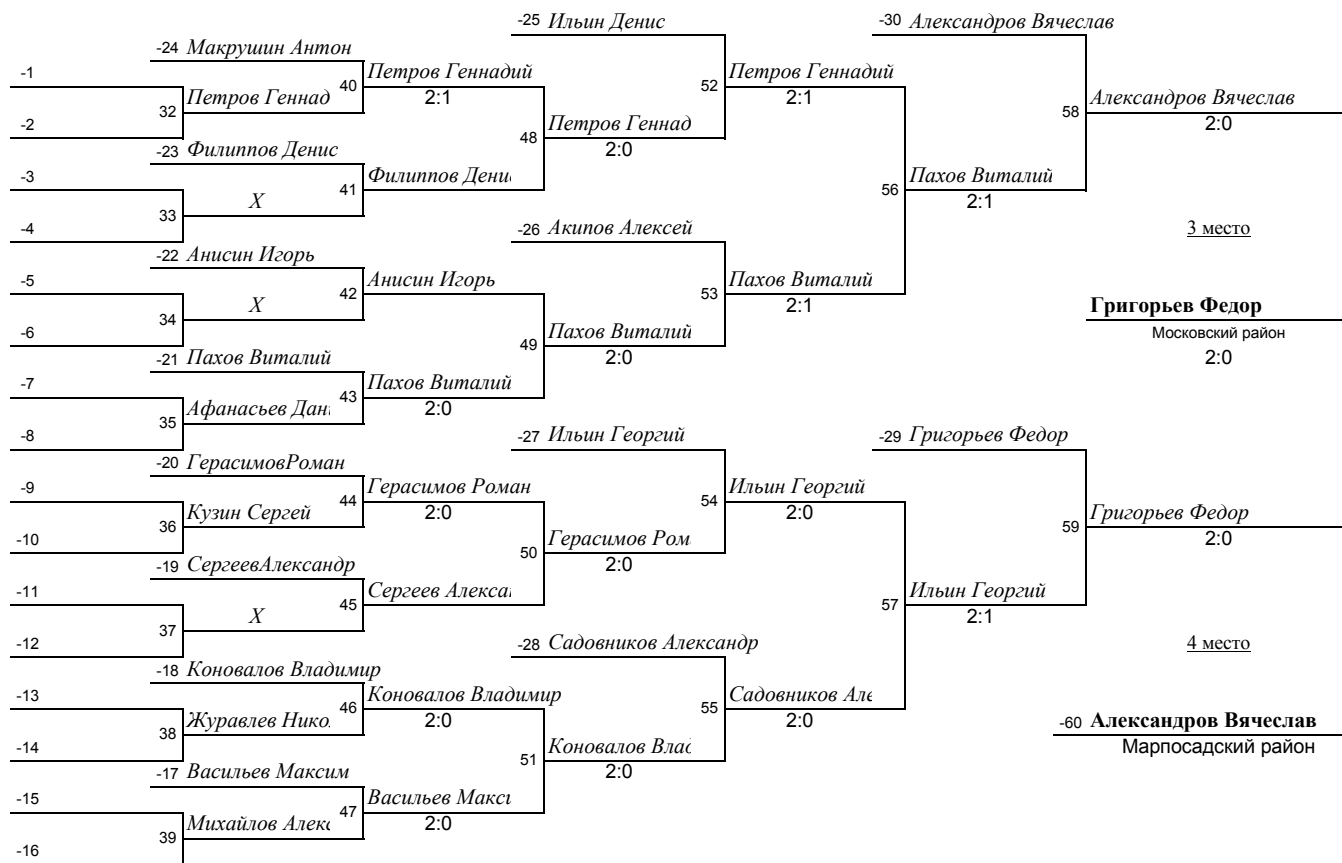 -25 Ильин Денис
-30 Александров Вячеслав
-24 Макрушин Антон
-1
40 Петров Геннадий
2:1
52 Петров Геннадий
2:1
Александров Вячеслав
2:0
32 Петров Геннад
58
-2
48 Петров Геннад
2:0
-23 Филиппов Денис
-3
41 Филиппов Дени
56 Пахов Виталий
2:1
33 X
-4
-26 Акипов Алексей
3 место
-22 Анисин Игорь
-5
42 Анисин Игорь
53 Пахов Виталий
2:1
34 X
Григорьев Федор
Московский район
2:0
-6
49 Пахов Виталий
2:0
-21 Пахов Виталий
-7
43 Пахов Виталий
2:0
35 Афанасьев Дан
-8
-27 Ильин Георгий
-29 Григорьев Федор
-20 ГерасимовРоман
-9
44 Герасимов Роман
2:0
54 Ильин Георгий
2:0
36 Кузин Сергей
59 Григорьев Федор
2:0
-10
50 Герасимов Ром
2:0
-19 СергеевАлександр
-11
45 Сергеев Алекса
57 Ильин Георгий
2:1
37 X
-12
-28 Садовников Александр
4 место
-18 Коновалов Владимир
-13
46 Коновалов Владимир
2:0
55 Садовников Але
2:0
38 Журавлев Нико
-60 Александров Вячеслав
Марпосадский район
-14
51 Коновалов Влад
2:0
-17 Васильев Максим
-15
47 Васильев Макси
2:0
39 Михайлов Алекс
-16